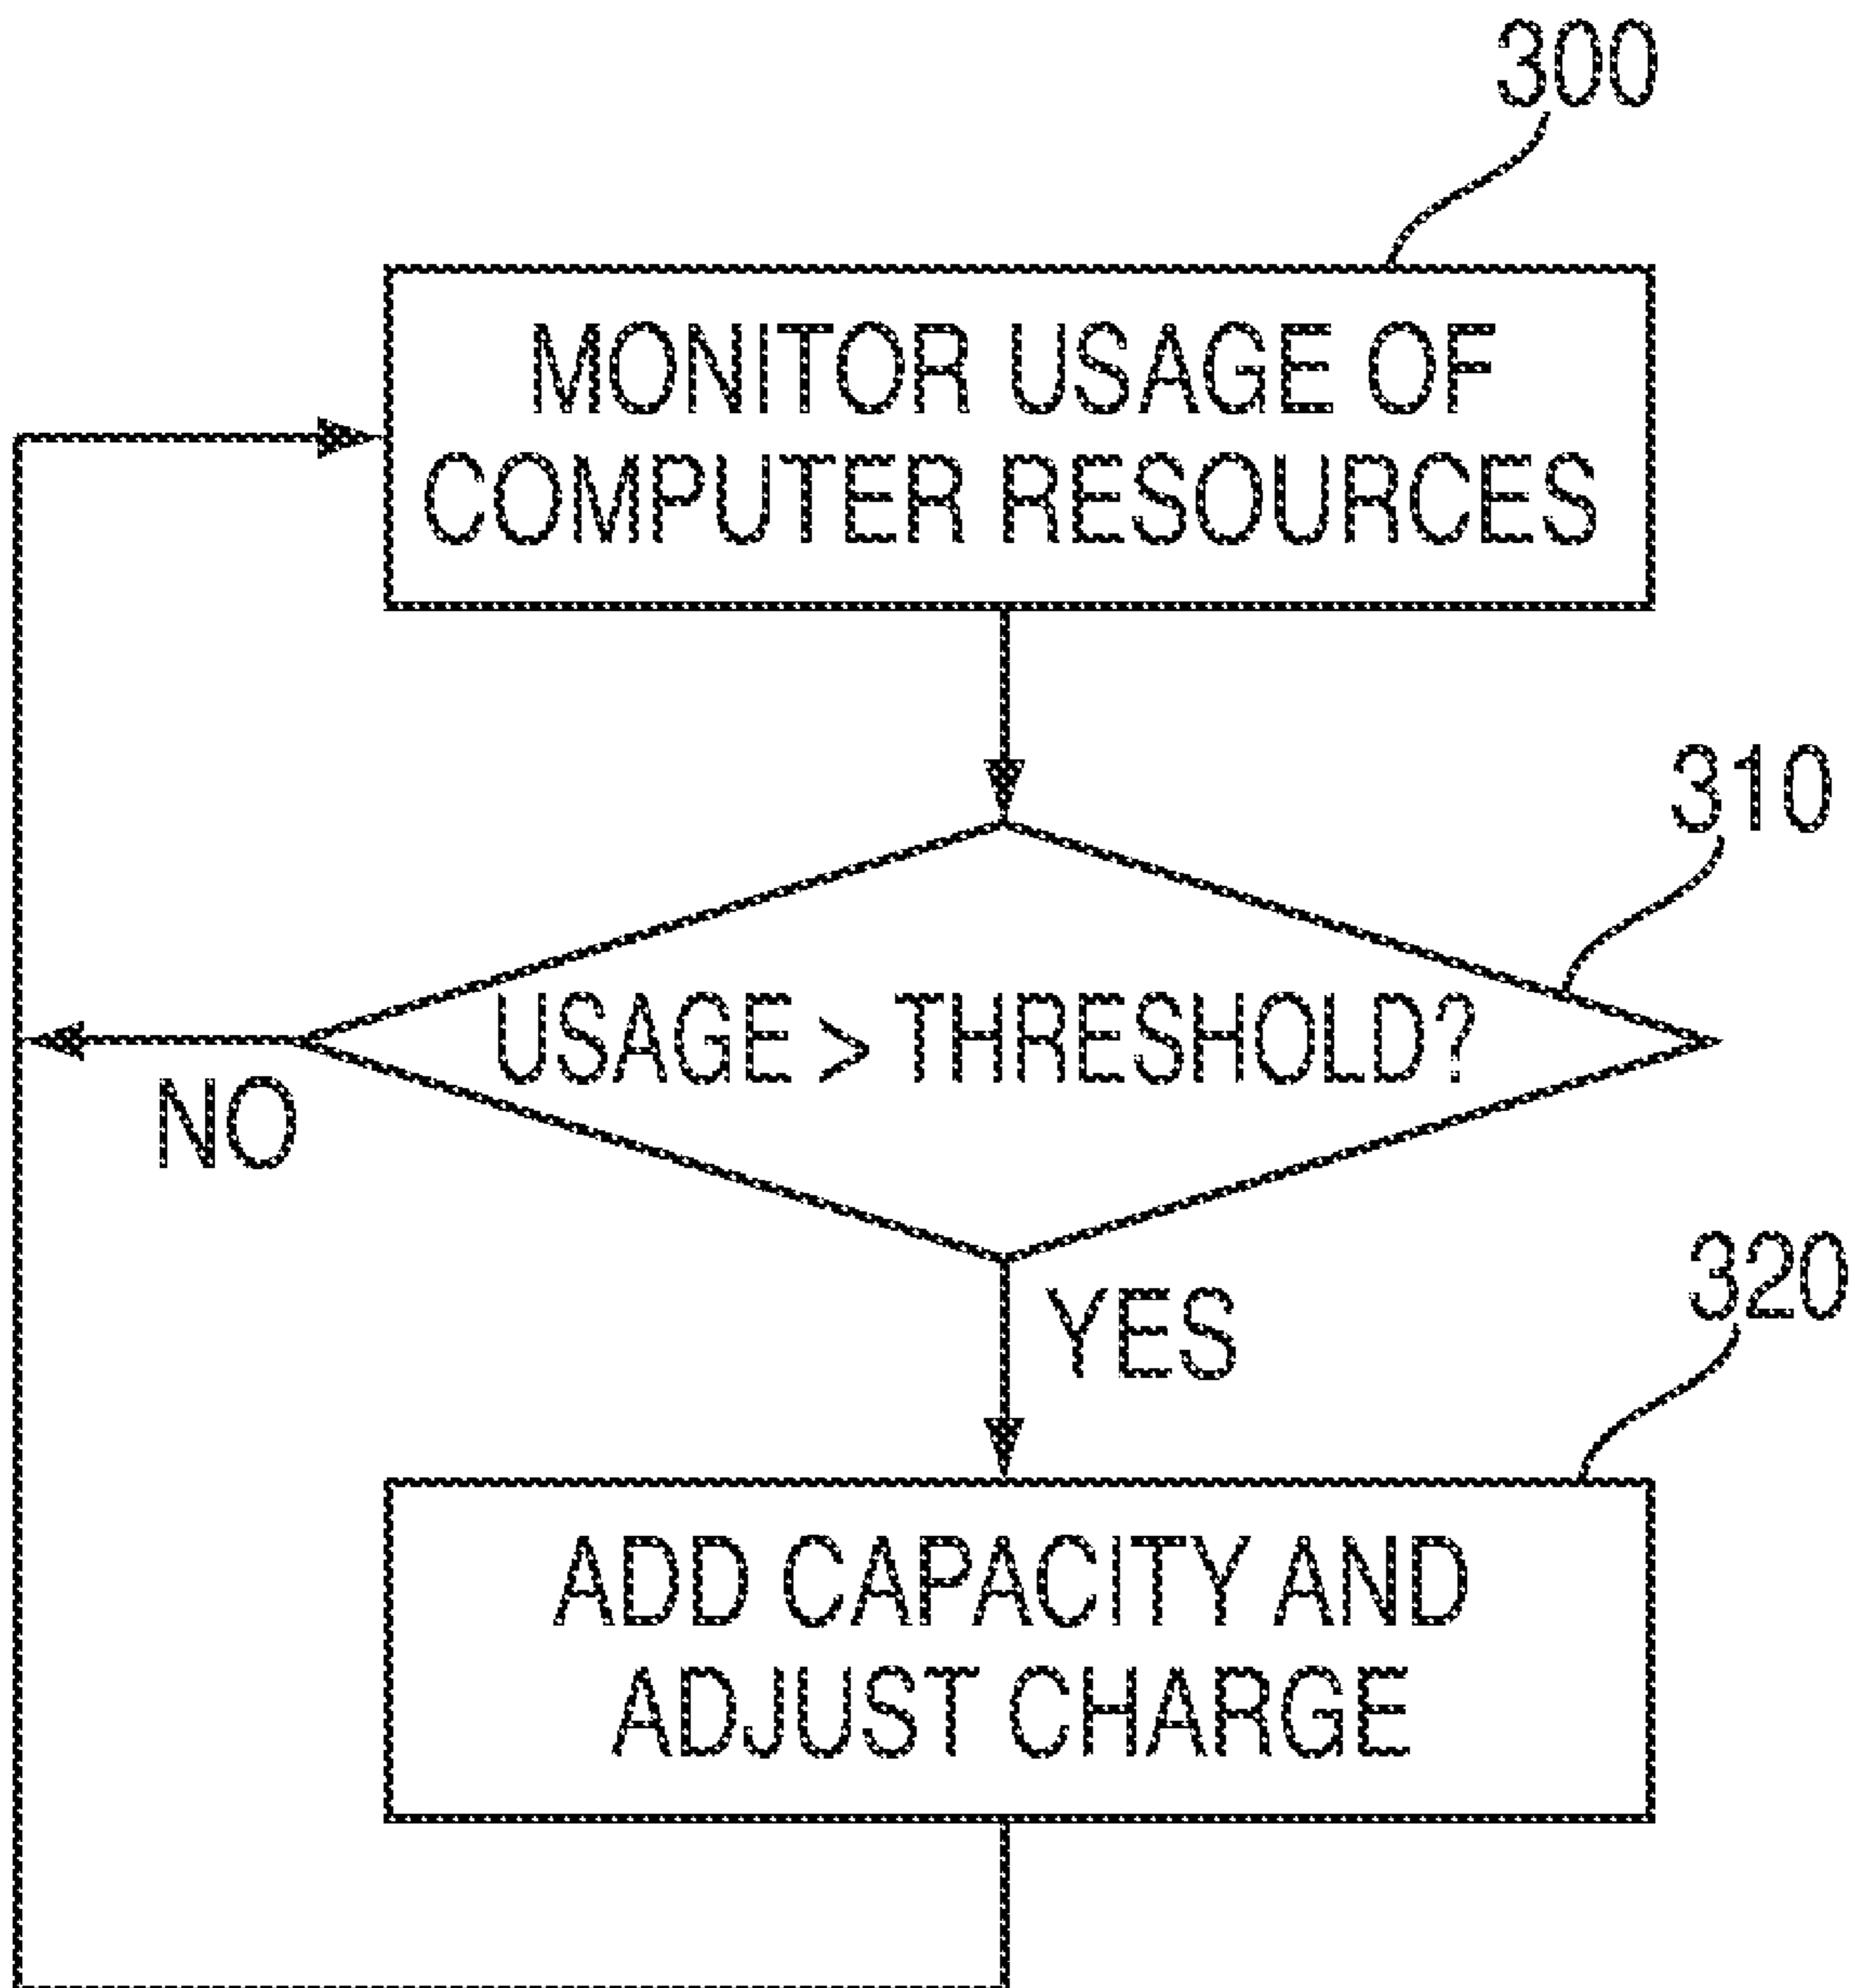 300
MONITOR USAGE OF
COMPUTER RESOURCES
310
USAGE > THRESHOLD?
NO
YES
320
ADD CAPACITY AND
ADJUST CHARGE